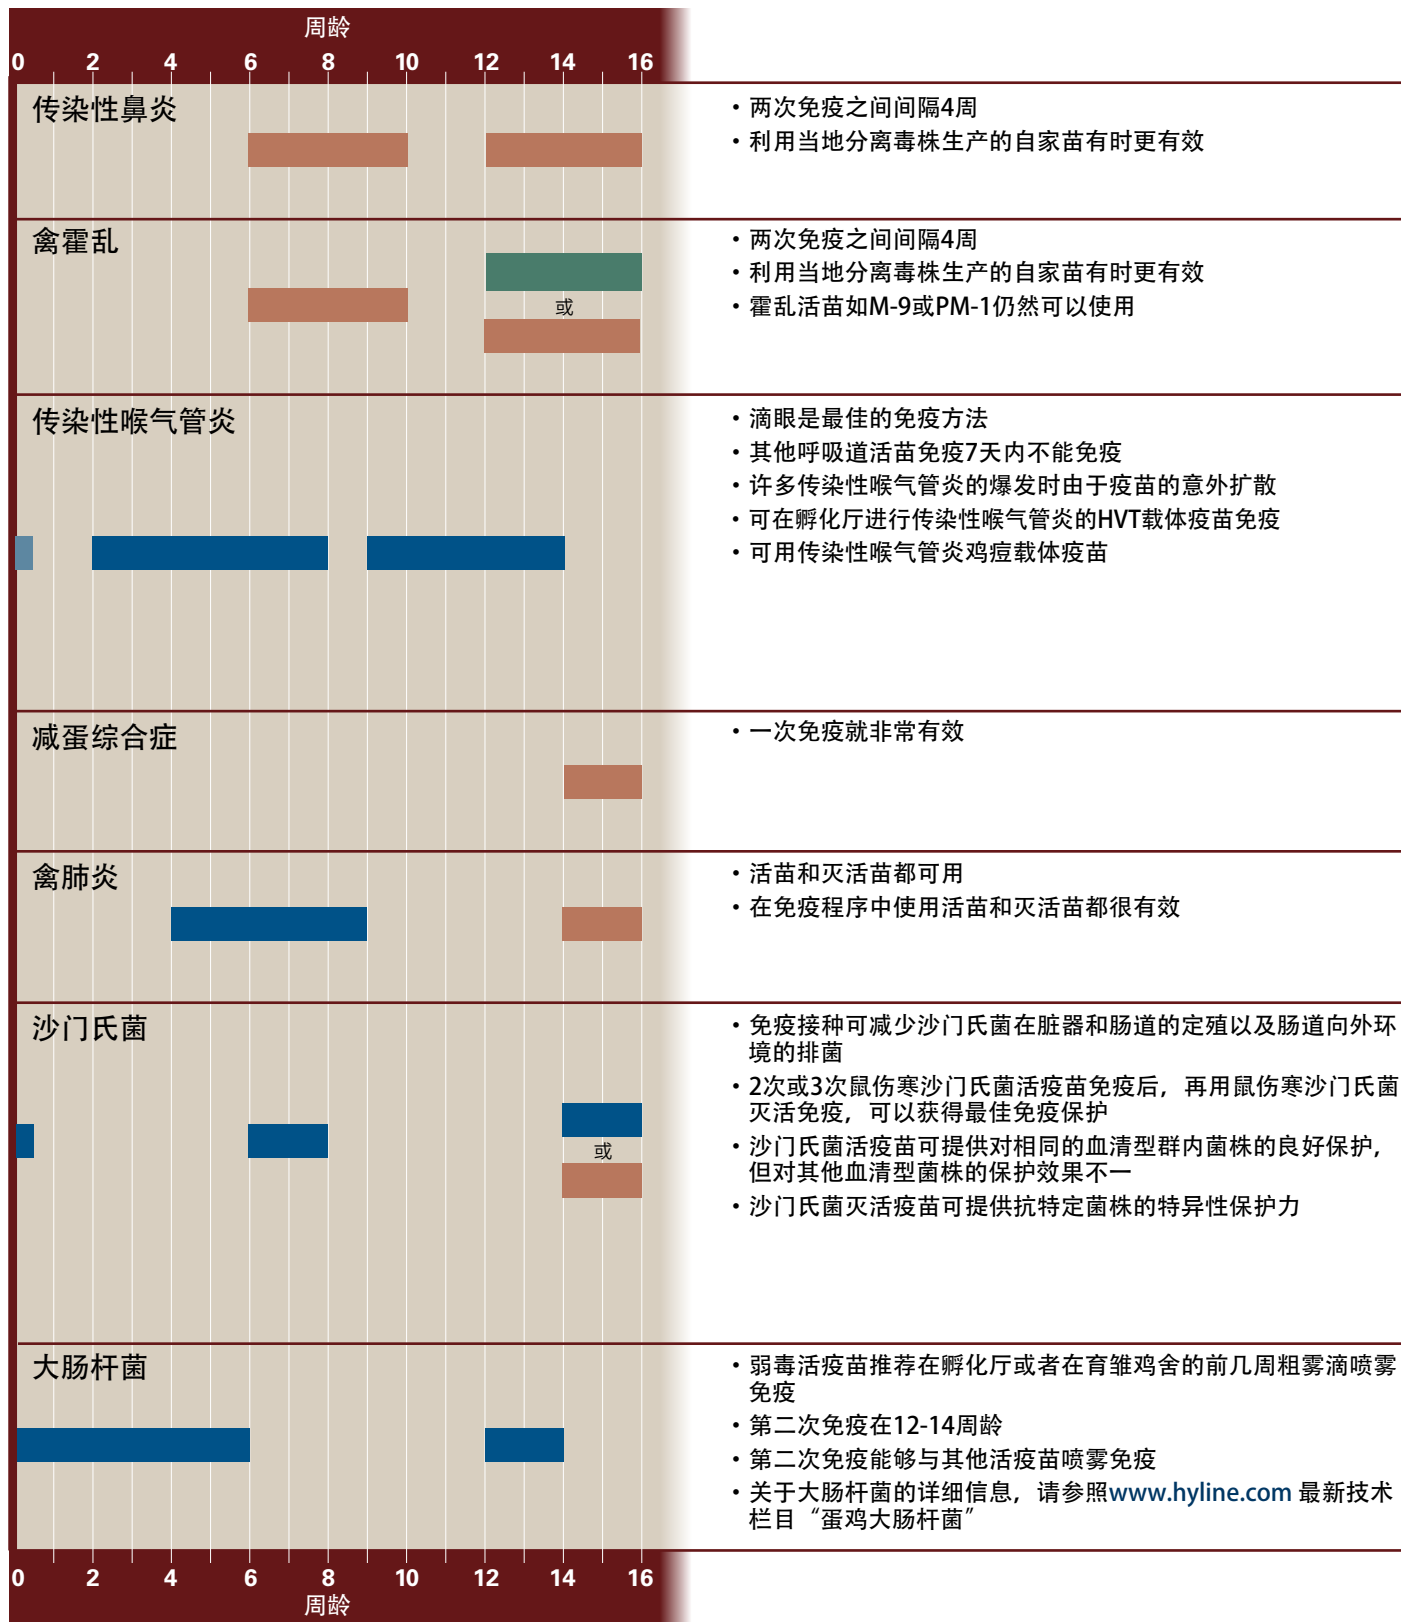 周龄
0 2 4 6 8 10 12 14 16
传染性鼻炎
• 两次免疫之间间隔4周
• 利用当地分离毒株生产的自家苗有时更有效
禽霍乱
或
• 两次免疫之间间隔4周
• 利用当地分离毒株生产的自家苗有时更有效
• 霍乱活苗如M-9或PM-1仍然可以使用
传染性喉气管炎
• 滴眼是最佳的免疫方法
• 其他呼吸道活苗免疫7天内不能免疫
• 许多传染性喉气管炎的爆发时由于疫苗的意外扩散
• 可在孵化厅进行传染性喉气管炎的HVT载体疫苗免疫
• 可用传染性喉气管炎鸡痘载体疫苗
减蛋综合症
• 一次免疫就非常有效
禽肺炎
• 活苗和灭活苗都可用
• 在免疫程序中使用活苗和灭活苗都很有效
沙门氏菌
或
• 免疫接种可减少沙门氏菌在脏器和肠道的定殖以及肠道向外环
境的排菌
• 2次或3次鼠伤寒沙门氏菌活疫苗免疫后，再用鼠伤寒沙门氏菌
灭活免疫，可以获得最佳免疫保护
• 沙门氏菌活疫苗可提供对相同的血清型群内菌株的良好保护，
但对其他血清型菌株的保护效果不一
• 沙门氏菌灭活疫苗可提供抗特定菌株的特异性保护力
大肠杆菌
• 弱毒活疫苗推荐在孵化厅或者在育雏鸡舍的前几周粗雾滴喷雾
免疫
• 第二次免疫在12-14周龄
• 第二次免疫能够与其他活疫苗喷雾免疫
• 关于大肠杆菌的详细信息，请参照www.hyline.com 最新技术
栏目“蛋鸡大肠杆菌”
0 2 4 6 8 10 12 14 16
周龄